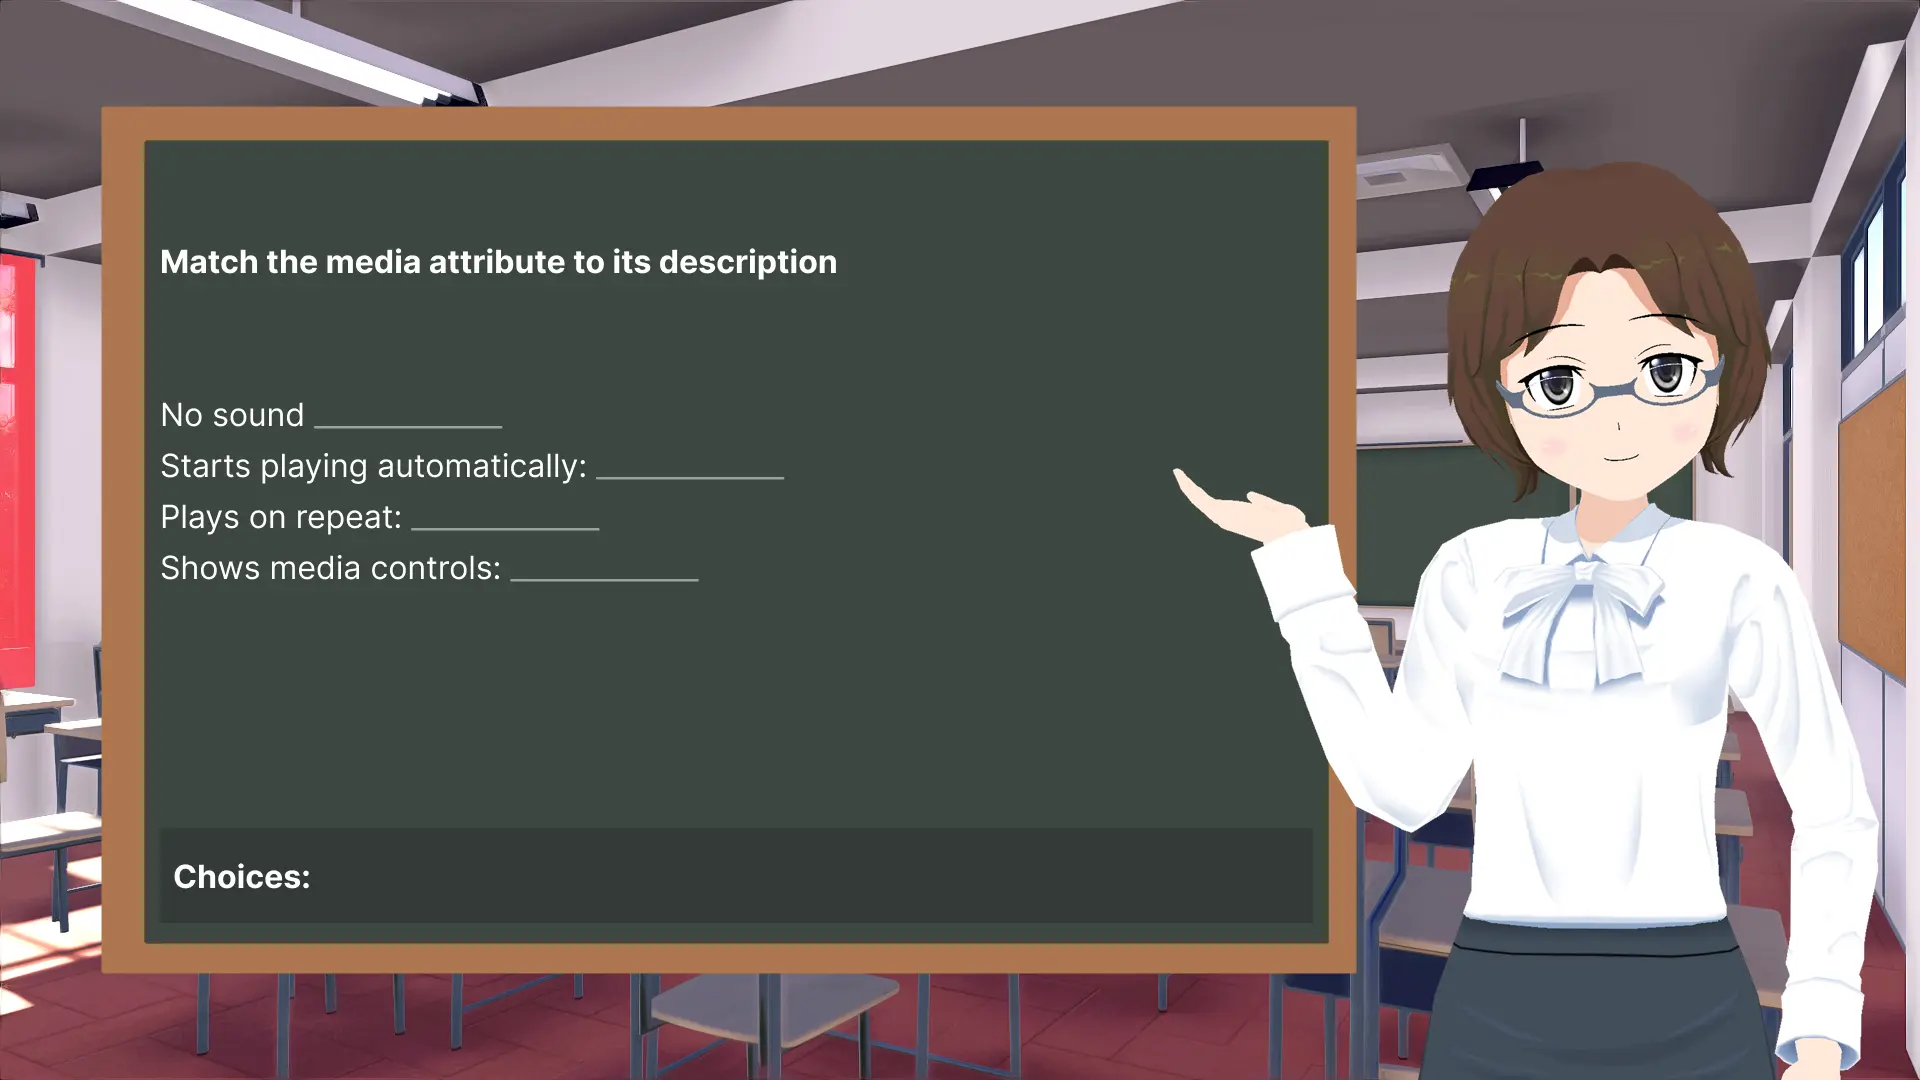 Match the media attribute to its description
No sound ___________
Starts playing automatically: ___________
Plays on repeat: ___________
Shows media controls: ___________
Choices: